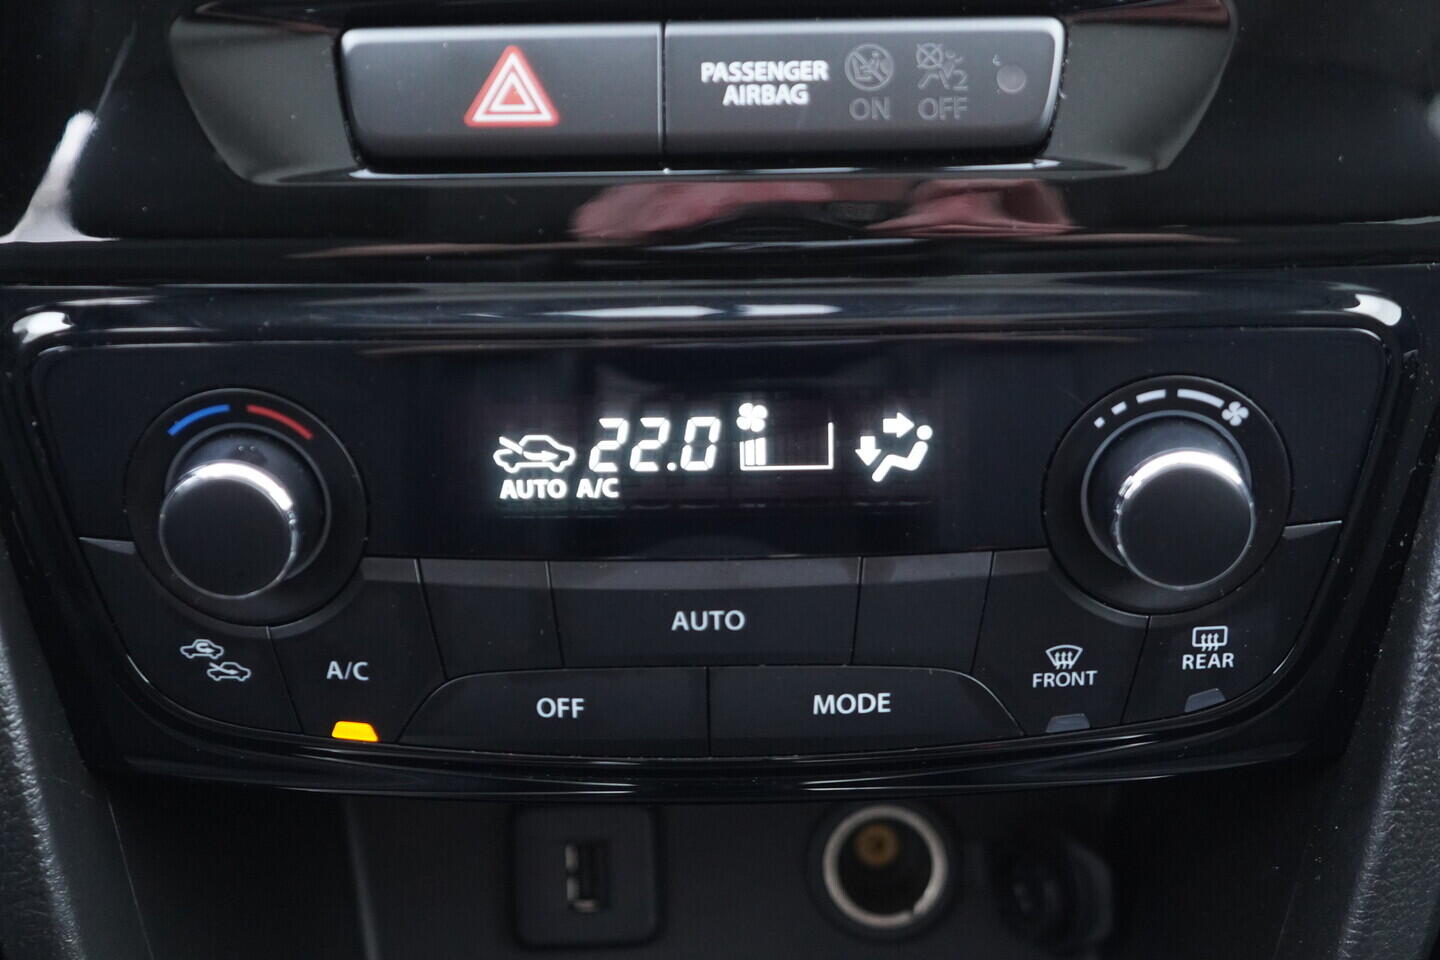 PASSENGER
AIRBAG
ON
OFF
22.0
AUTO A/C
AUTO
A/C
OFF
MODE
FRONT
REAR